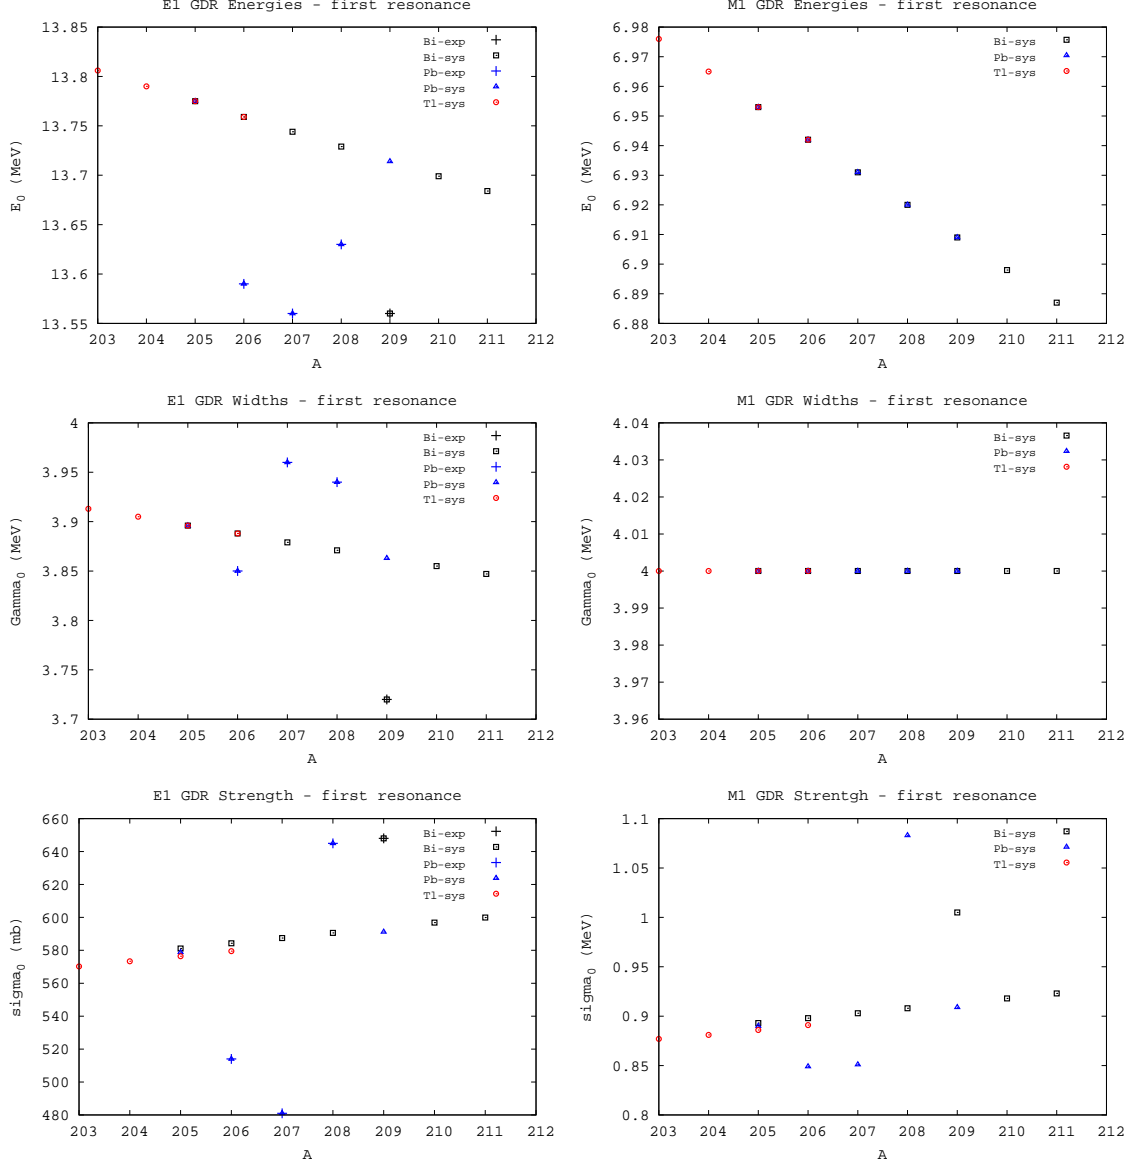 E1 GDR Energies - first resonance
13.85
13.8
13.75
13.7
13.65
13.6
13.55
E₀ (MeV)
Bi-exp
Bi-sys
Pb-exp
Pb-sys
Tl-sys
203 204 205 206 207 208 209 210 211 212
A
M1 GDR Energies - first resonance
6.98
6.97
6.96
6.95
6.94
6.93
6.92
6.91
6.9
6.89
6.88
E₀ (MeV)
Bi-sys
Pb-sys
Tl-sys
203 204 205 206 207 208 209 210 211 212
A
E1 GDR Widths - first resonance
4
3.95
3.9
3.85
3.8
3.75
3.7
Gamma₀ (MeV)
Bi-exp
Bi-sys
Pb-exp
Pb-sys
Tl-sys
203 204 205 206 207 208 209 210 211 212
A
M1 GDR Widths - first resonance
4.04
4.03
4.02
4.01
4
3.99
3.98
3.97
3.96
Gamma₀ (MeV)
Bi-sys
Pb-sys
Tl-sys
203 204 205 206 207 208 209 210 211 212
A
E1 GDR Strength - first resonance
660
640
620
600
580
560
540
520
500
480
sigma₀ (mb)
Bi-exp
Bi-sys
Pb-exp
Pb-sys
Tl-sys
203 204 205 206 207 208 209 210 211 212
A
M1 GDR Strentgh - first resonance
1.1
1.05
1
0.95
0.9
0.85
0.8
sigma₀ (MeV)
Bi-sys
Pb-sys
Tl-sys
203 204 205 206 207 208 209 210 211 212
A